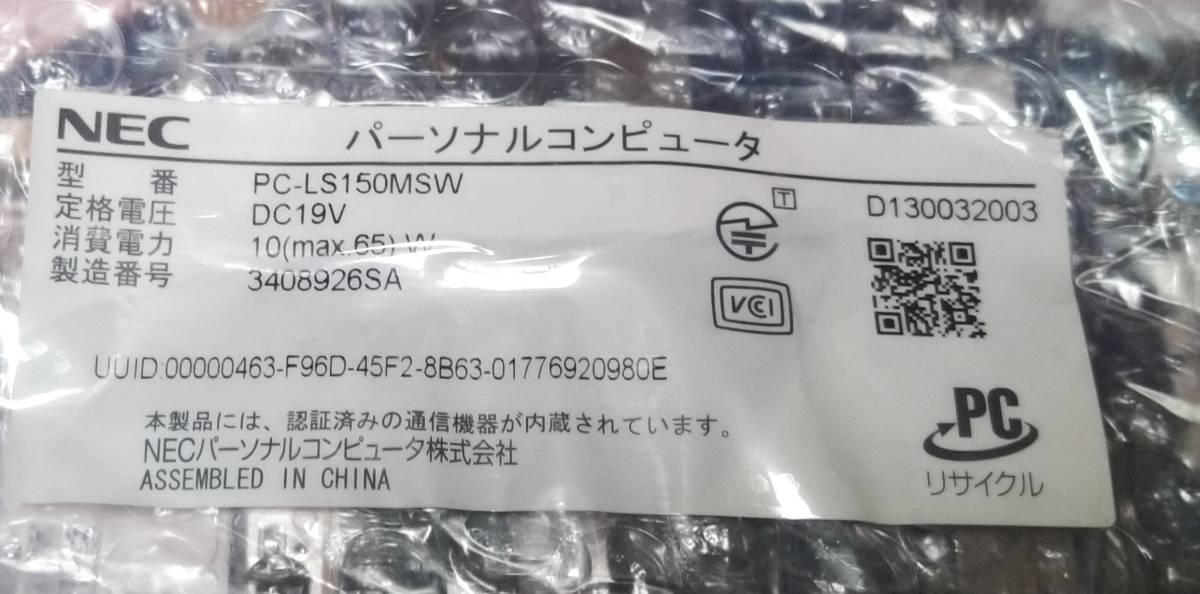 NEC パーソナルコンピュータ
型 番 PC-LS150MSW
定格電圧 DC19V
消費電力 10(max.65) W
製造番号 3408926SA
T
D130032003
VCI
UUID:00000463-F96D-45F2-8B63-01776920980E
本製品には、認証済みの通信機器が内蔵されています。
NECパーソナルコンピュータ株式会社
ASSEMBLED IN CHINA
PC
リサイクル